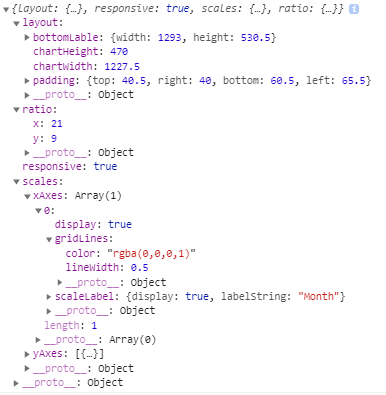 {layout: {…}, responsive: true, scales: {…}, ratio: {…}} i
layout:
bottomLable: {width: 1293, height: 530.5}
chartHeight: 470
chartWidth: 1227.5
padding: {top: 40.5, right: 40, bottom: 60.5, left: 65.5}
__proto__: Object
ratio:
x: 21
y: 9
__proto__: Object
responsive: true
scales:
xAxes: Array(1)
0:
display: true
gridLines:
color: "rgba(0,0,0,1)"
lineWidth: 0.5
__proto__: Object
scaleLabel: {display: true, labelString: "Month"}
__proto__: Object
length: 1
__proto__: Array(0)
yAxes: [{…}]
__proto__: Object
__proto__: Object